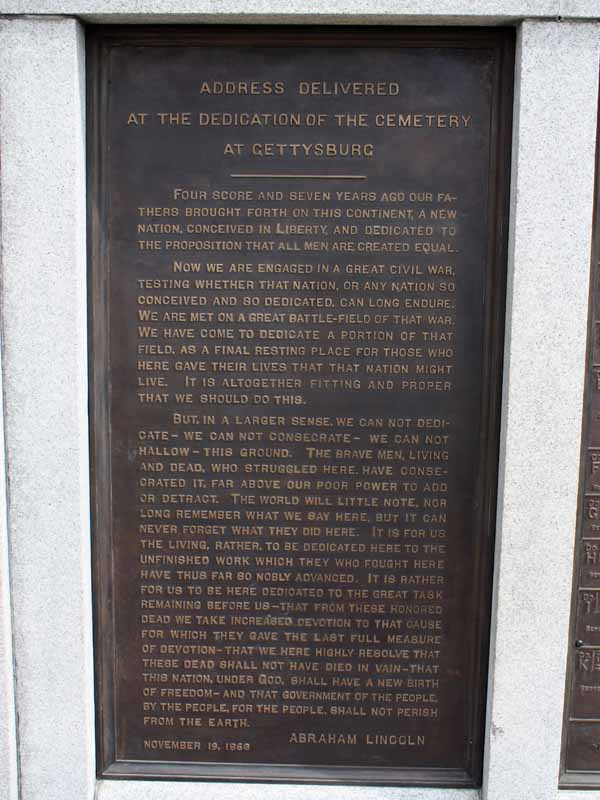 ADDRESS DELIVERED
AT THE DEDICATION OF THE CEMETERY
AT GETTYSBURG
FOUR SCORE AND SEVEN YEARS AGO OUR FA-
THERS BROUGHT FORTH ON THIS CONTINENT, A NEW
NATION, CONCEIVED IN LIBERTY, AND DEDICATED TO
THE PROPOSITION THAT ALL MEN ARE CREATED EQUAL.
NOW WE ARE ENGAGED IN A GREAT CIVIL WAR,
TESTING WHETHER THAT NATION, OR ANY NATION SO
CONCEIVED AND SO DEDICATED, CAN LONG ENDURE.
WE ARE MET ON A GREAT BATTLE-FIELD OF THAT WAR.
WE HAVE COME TO DEDICATE A PORTION OF THAT
FIELD, AS A FINAL RESTING PLACE FOR THOSE WHO
HERE GAVE THEIR LIVES THAT THAT NATION MIGHT
LIVE. IT IS ALTOGETHER FITTING AND PROPER
THAT WE SHOULD DO THIS.
BUT, IN A LARGER SENSE, WE CAN NOT DEDI-
CATE – WE CAN NOT CONSECRATE – WE CAN NOT
HALLOW – THIS GROUND. THE BRAVE MEN, LIVING
AND DEAD, WHO STRUGGLED HERE, HAVE CONSE-
CRATED IT, FAR ABOVE OUR POOR POWER TO ADD
OR DETRACT. THE WORLD WILL LITTLE NOTE, NOR
LONG REMEMBER WHAT WE SAY HERE, BUT IT CAN
NEVER FORGET WHAT THEY DID HERE. IT IS FOR US
THE LIVING, RATHER, TO BE DEDICATED HERE TO THE
UNFINISHED WORK WHICH THEY WHO FOUGHT HERE
HAVE THUS FAR SO NOBLY ADVANCED. IT IS RATHER
FOR US TO BE HERE DEDICATED TO THE GREAT TASK
REMAINING BEFORE US – THAT FROM THESE HONORED
DEAD WE TAKE INCREASED DEVOTION TO THAT CAUSE
FOR WHICH THEY GAVE THE LAST FULL MEASURE
OF DEVOTION – THAT WE HERE HIGHLY RESOLVE THAT
THESE DEAD SHALL NOT HAVE DIED IN VAIN – THAT
THIS NATION, UNDER GOD, SHALL HAVE A NEW BIRTH
OF FREEDOM – AND THAT GOVERNMENT OF THE PEOPLE,
BY THE PEOPLE, FOR THE PEOPLE, SHALL NOT PERISH
FROM THE EARTH.
ABRAHAM LINCOLN
NOVEMBER 19, 1863